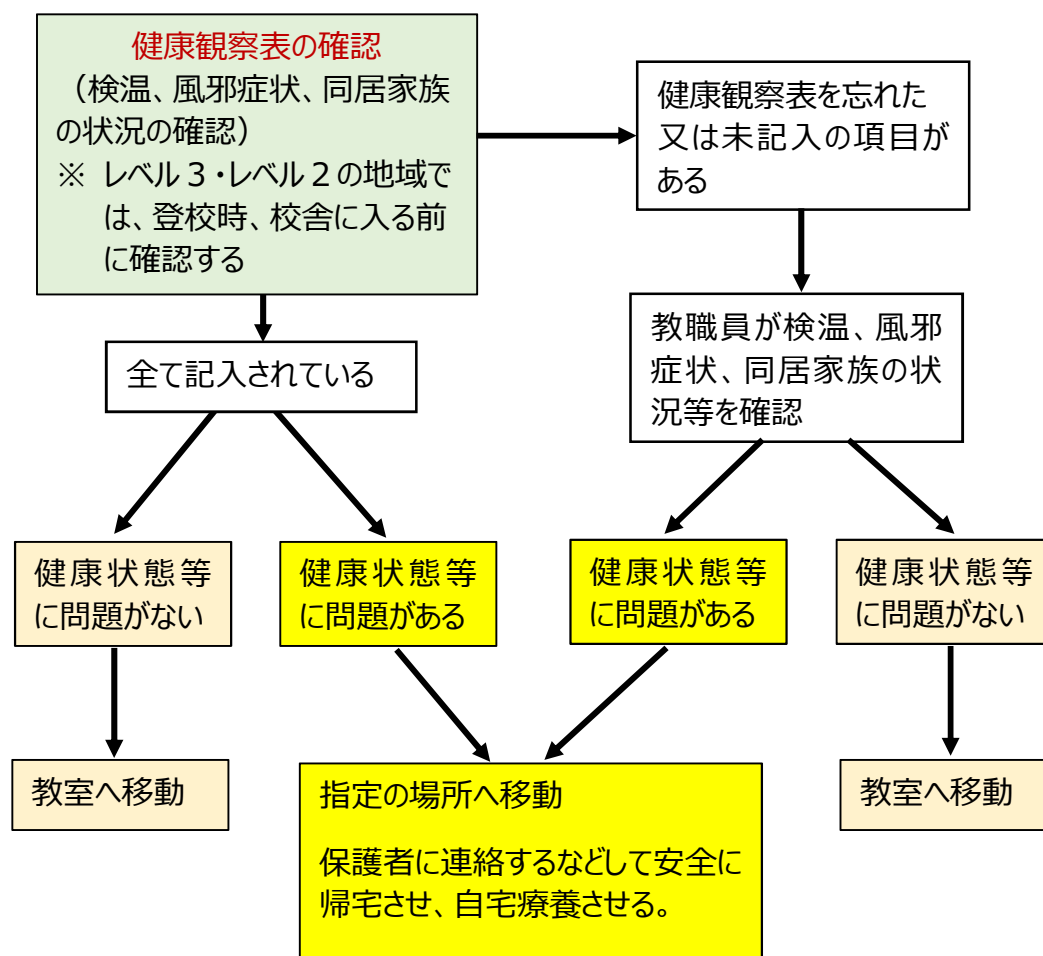 健康観察表の確認
（検温、風邪症状、同居家族
の状況の確認）
※ レベル３・レベル２の地域で
は、登校時、校舎に入る前
に確認する
健康観察表を忘れた
又は未記入の項目が
ある
教職員が検温、風邪
症状、同居家族の状
況等を確認
全て記入されている
健康状態等
に問題がない
健康状態等
に問題がある
健康状態等
に問題がある
健康状態等
に問題がない
教室へ移動
指定の場所へ移動
保護者に連絡するなどして安全に
帰宅させ、自宅療養させる。
教室へ移動